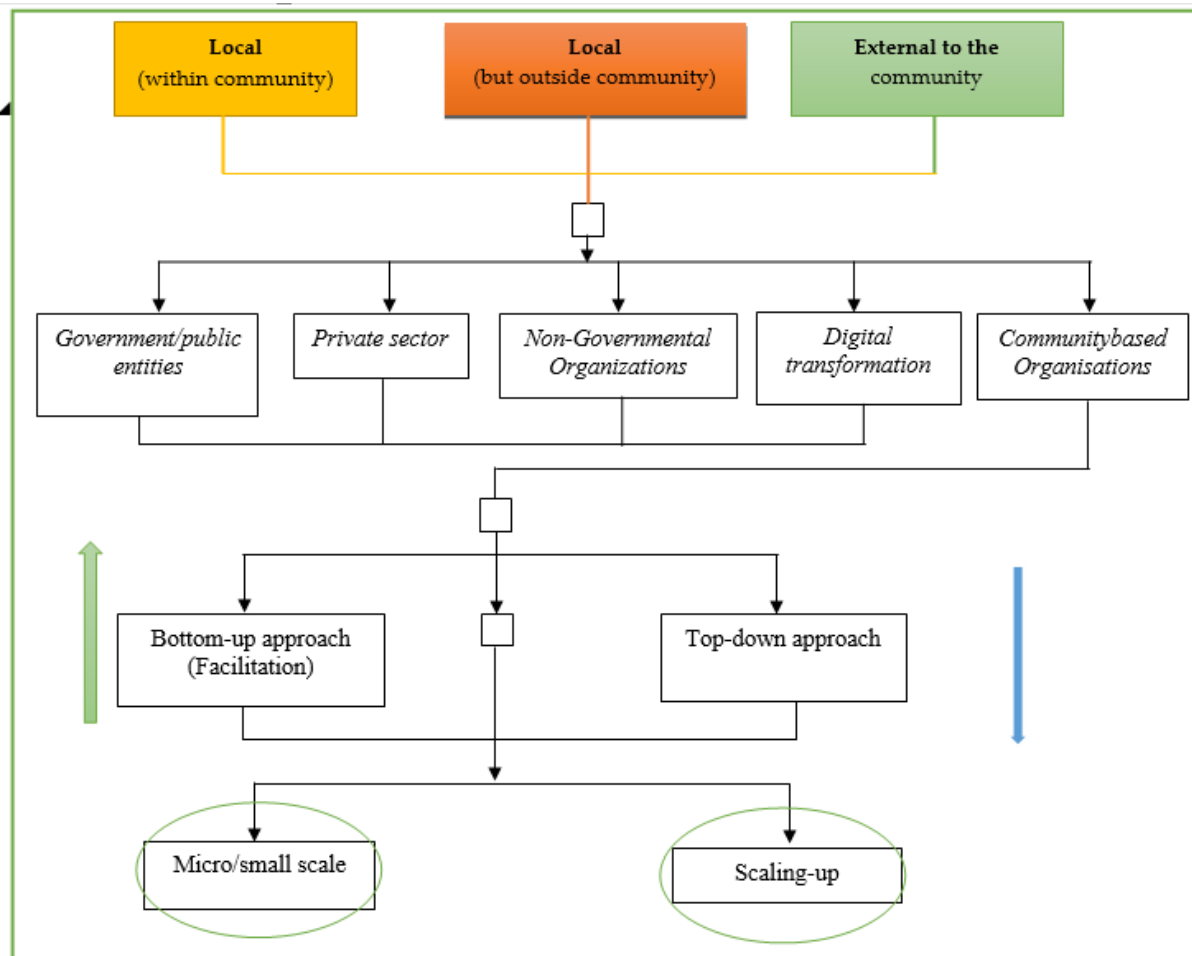 Local
(within community)
Local
(but outside community)
External to the
community
Government/public
entities
Private sector
Non-Governmental
Organizations
Digital
transformation
Communitybased
Organisations
Bottom-up approach
(Facilitation)
Top-down approach
Micro/small scale
Scaling-up